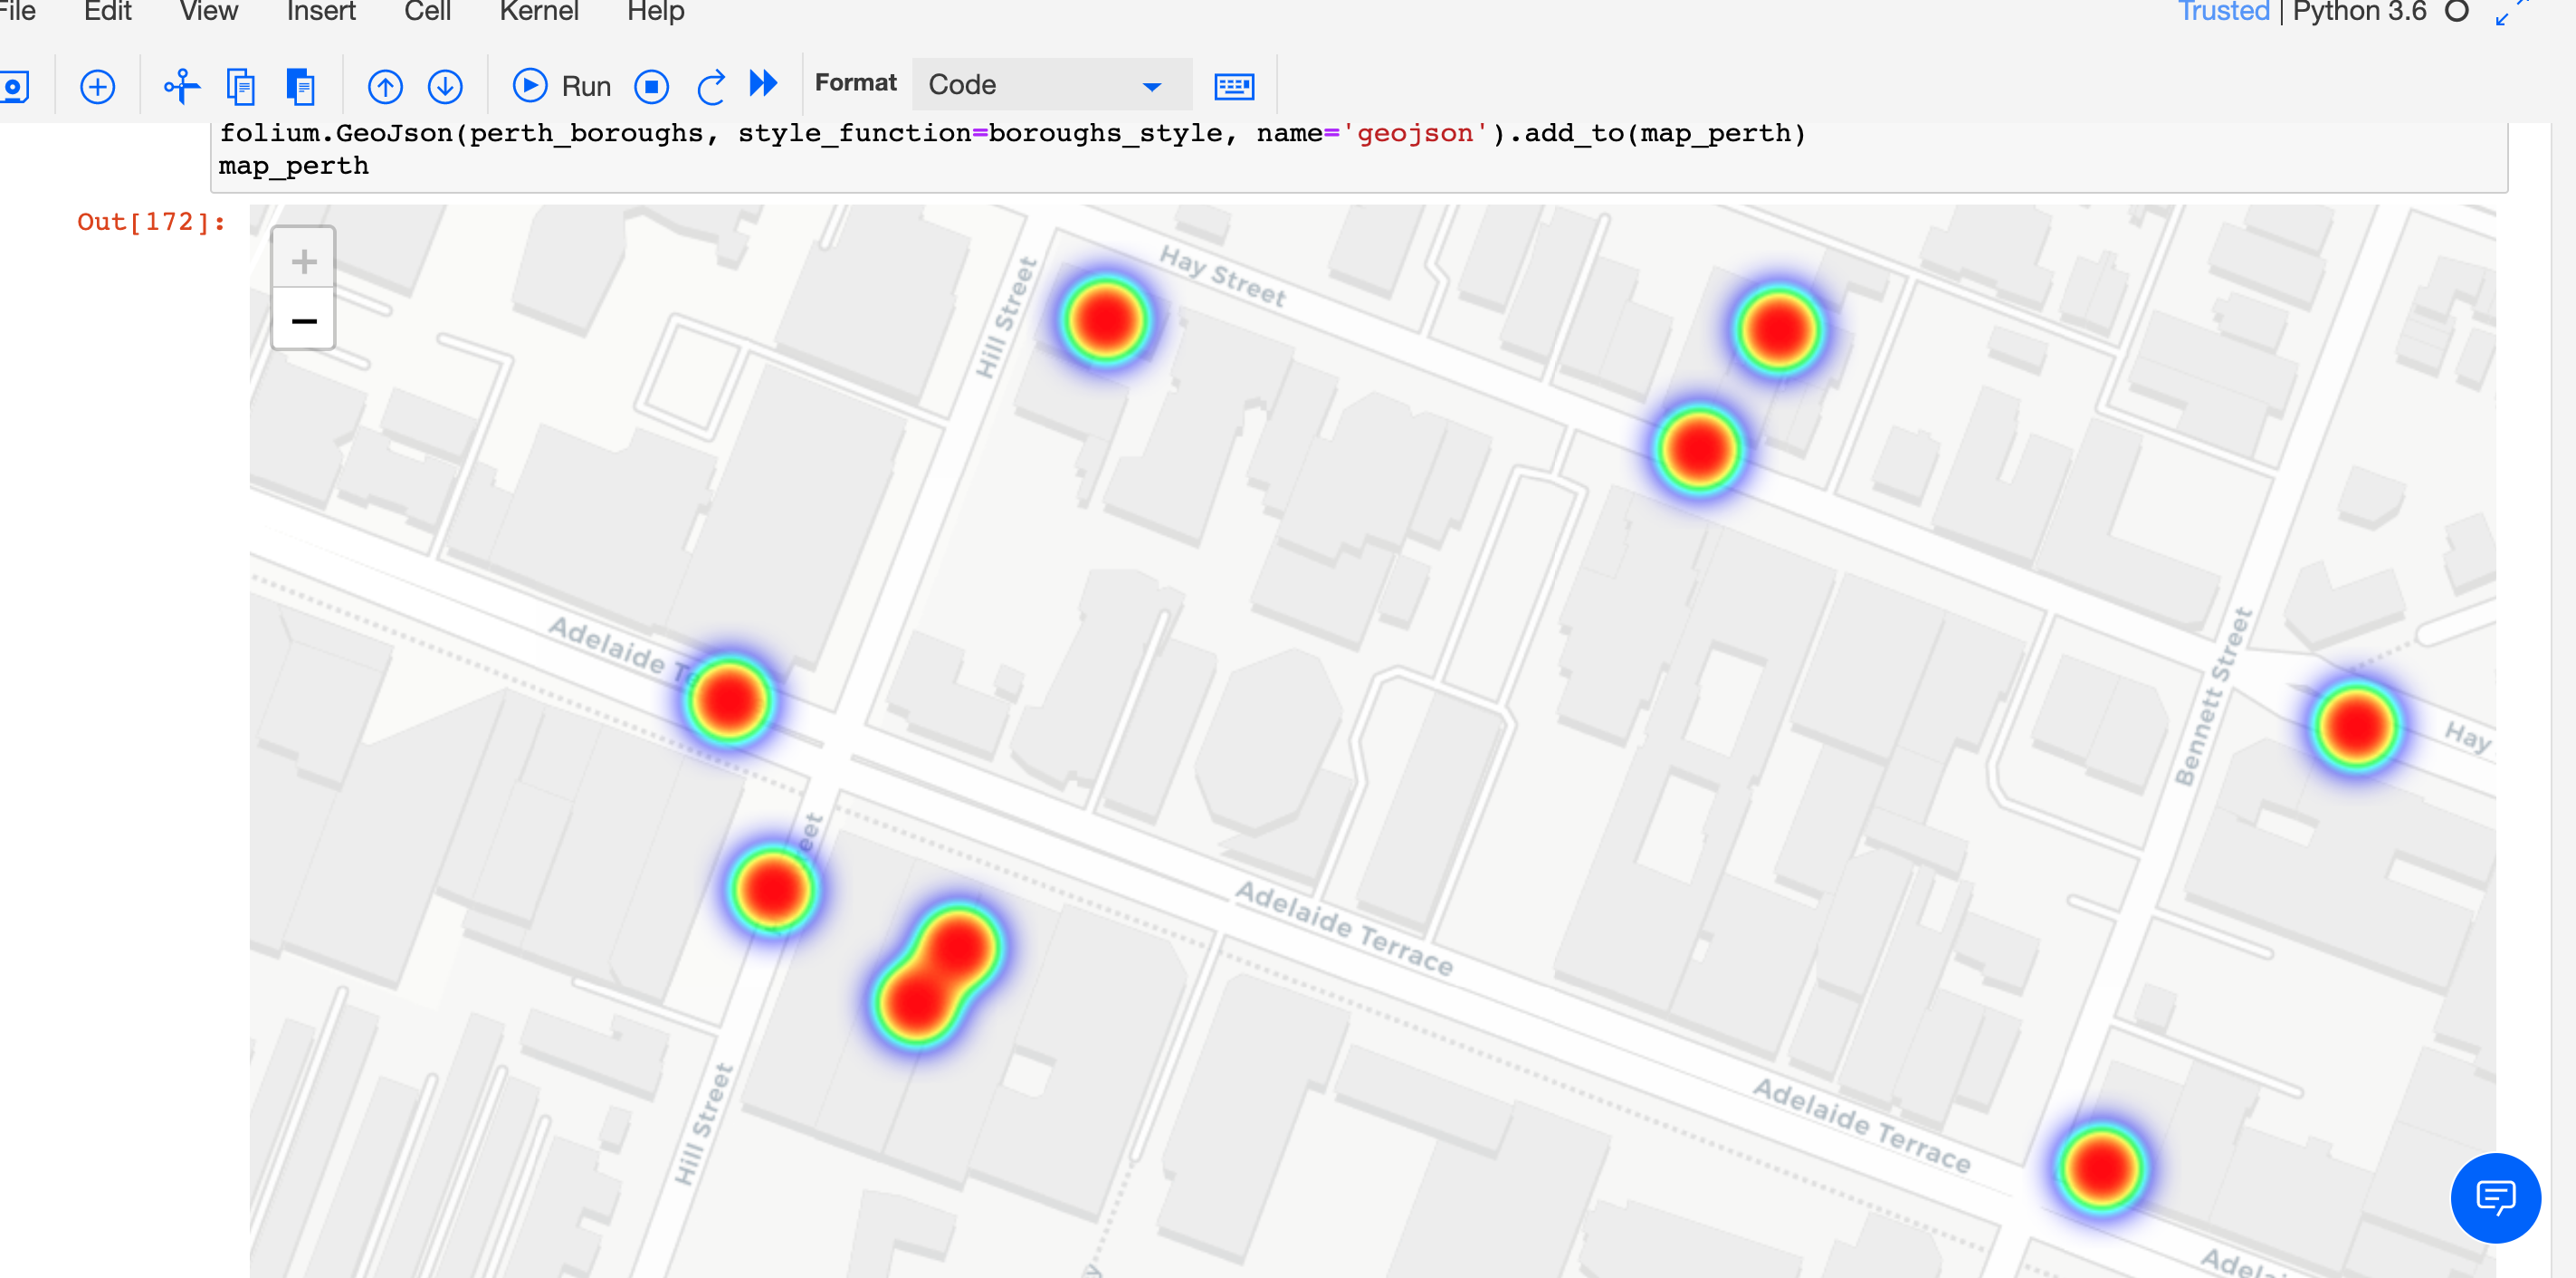 File Edit View Insert Cell Kernel Help Trusted | Python 3.6
Run Format Code
folium.GeoJson(perth_boroughs, style_function=boroughs_style, name='geojson').add_to(map_perth)
map_perth
Out[172]:
+
−
Hay Street
Hill Street
Adelaide Te
Bennett Street
Hay
eet
Adelaide Terrace
Hill Street
Adelaide Terrace
Adelai